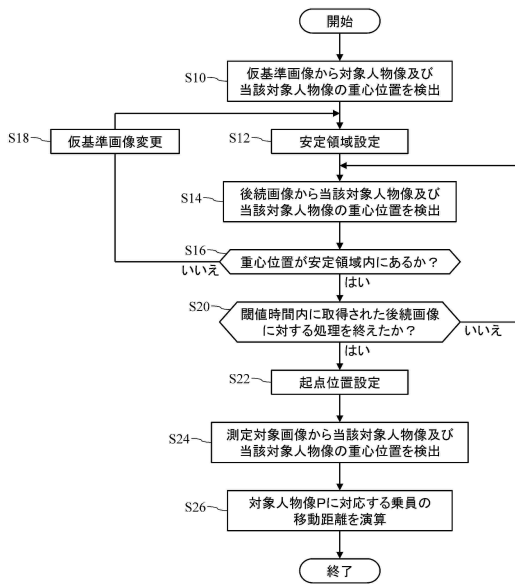 開始
S10
仮基準画像から対象人物像及び
当該対象人物像の重心位置を検出
S18
仮基準画像変更
S12
安定領域設定
S14
後続画像から当該対象人物像及び
当該対象人物像の重心位置を検出
S16
重心位置が安定領域内にあるか？
いいえ
はい
S20
閾値時間内に取得された後続画像
に対する処理を終えたか？
いいえ
はい
S22
起点位置設定
S24
測定対象画像から当該対象人物像及び
当該対象人物像の重心位置を検出
S26
対象人物像Pに対応する乗員の
移動距離を演算
終了